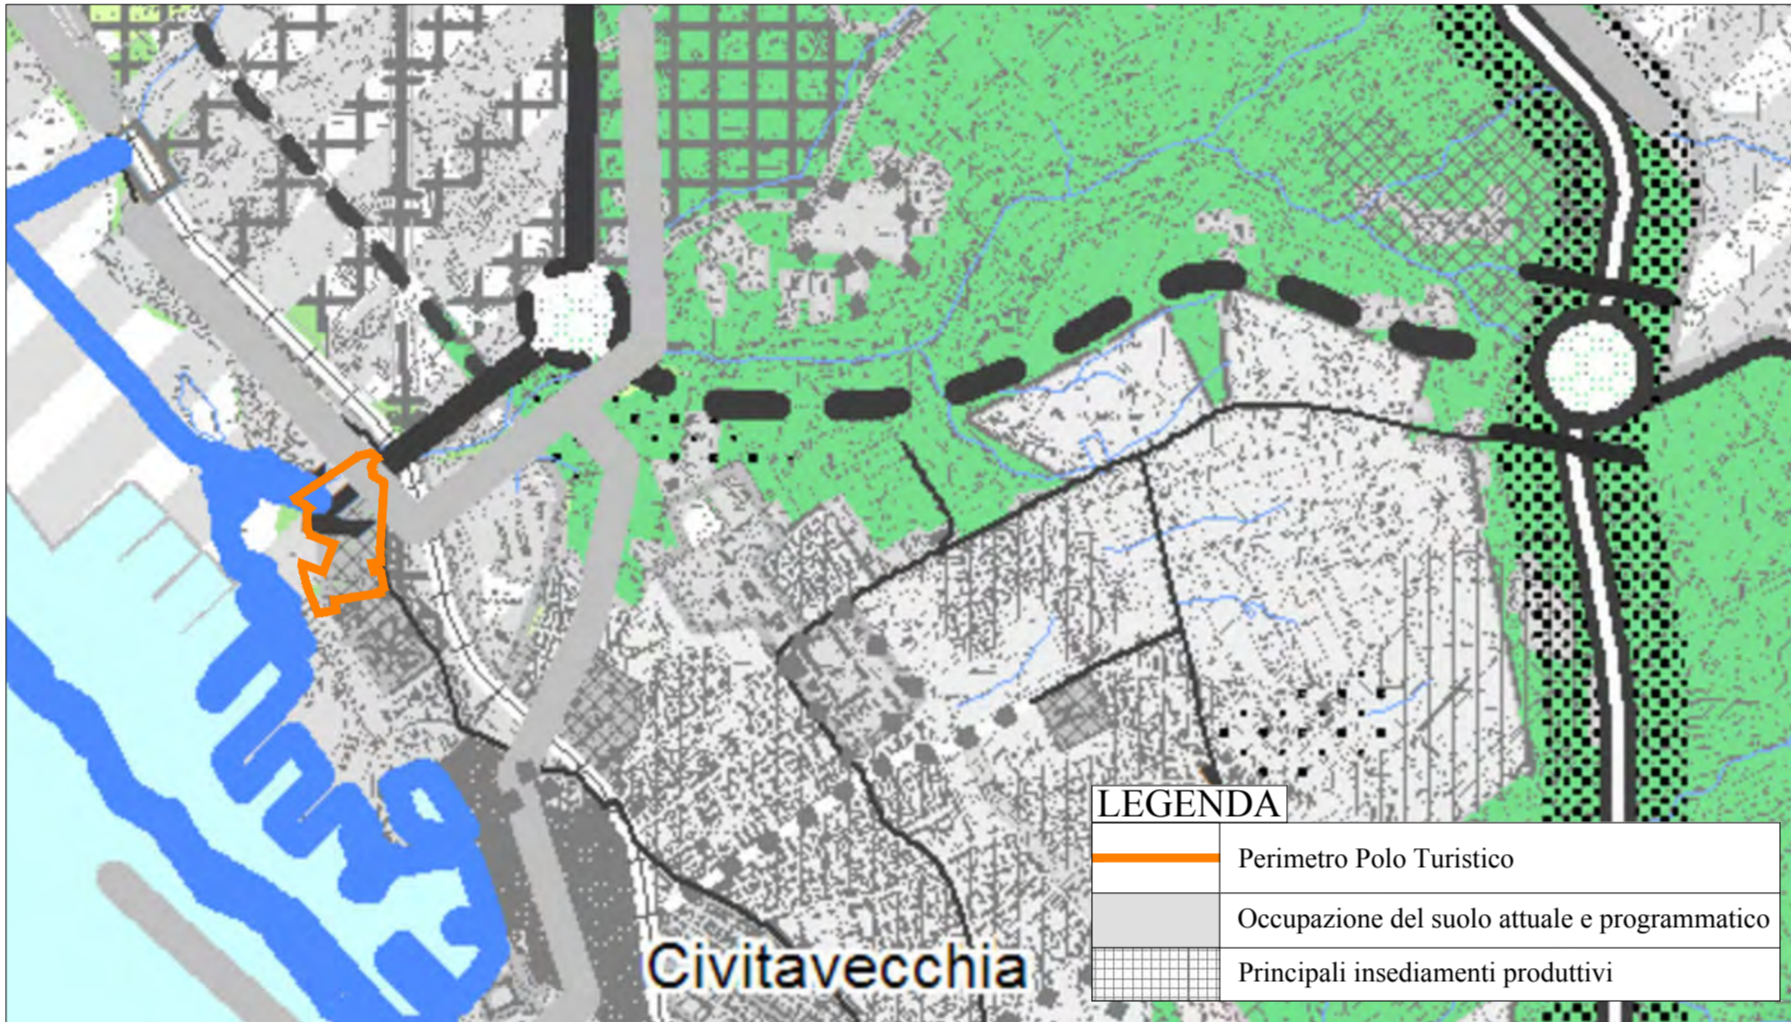 Civitavecchia
LEGENDA
Perimetro Polo Turistico
Occupazione del suolo attuale e programmatico
Principali insediamenti produttivi